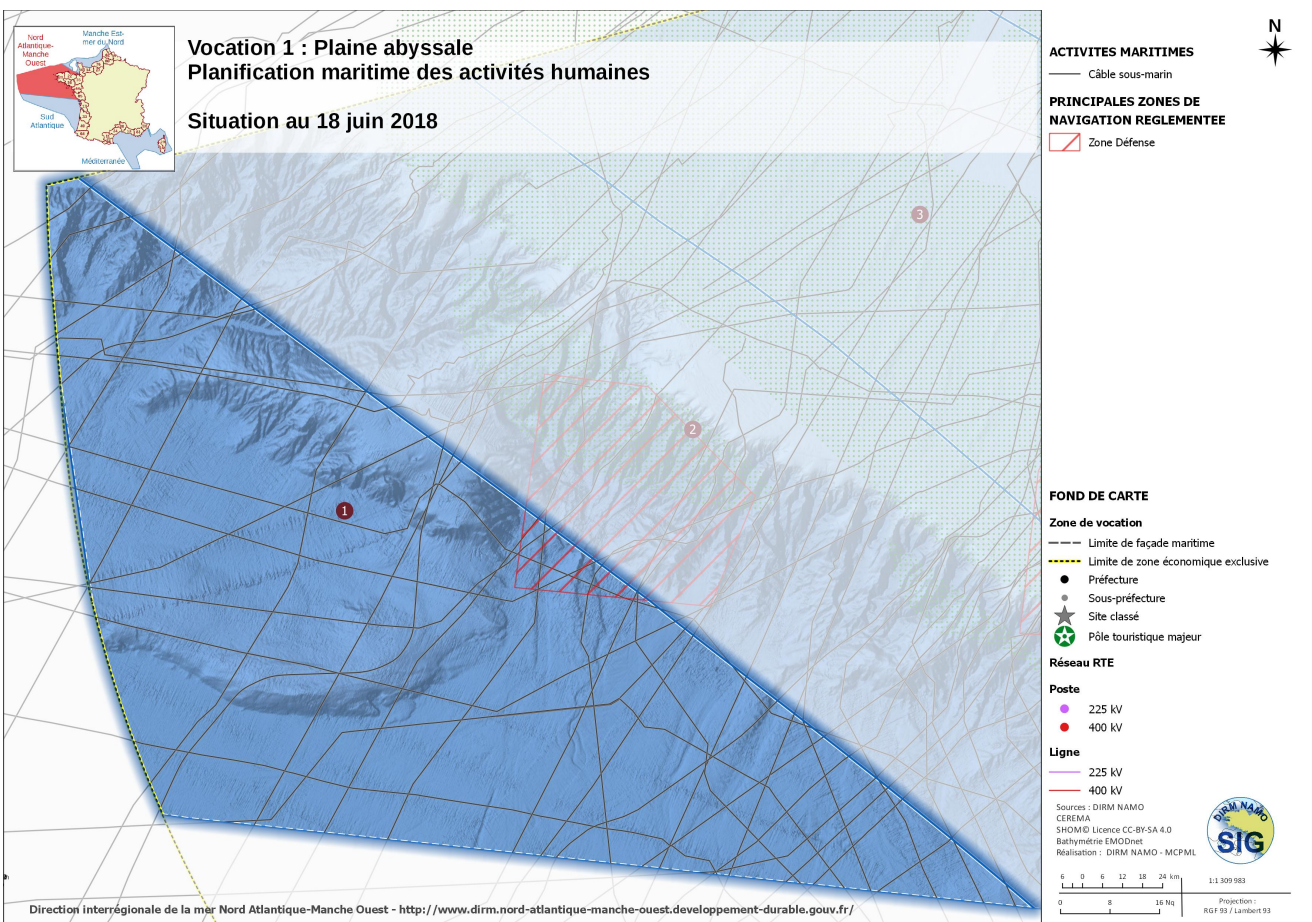 Nord
Atlantique-
Manche
Ouest
Manche Est-
mer du Nord
Sud
Atlantique
Méditerranée
Vocation 1 : Plaine abyssale
Planification maritime des activités humaines
Situation au 18 juin 2018
3
2
1
Direction interrégionale de la mer Nord Atlantique-Manche Ouest - http://www.dirm.nord-atlantique-manche-ouest.developpement-durable.gouv.fr/
N
ACTIVITES MARITIMES
Câble sous-marin
PRINCIPALES ZONES DE
NAVIGATION REGLEMENTEE
Zone Défense
FOND DE CARTE
Zone de vocation
Limite de façade maritime
Limite de zone économique exclusive
Préfecture
Sous-préfecture
Site classé
Pôle touristique majeur
Réseau RTE
Poste
225 kV
400 kV
Ligne
225 kV
400 kV
Sources : DIRM NAMO
CEREMA
SHOM© Licence CC-BY-SA 4.0
Bathymétrie EMODnet
Réalisation : DIRM NAMO - MCPML
DIRM NAMO
SIG
6 0 6 12 18 24 km
1:1 309 983
0 8 16 Nq
Projection :
RGF 93 / Lambert 93